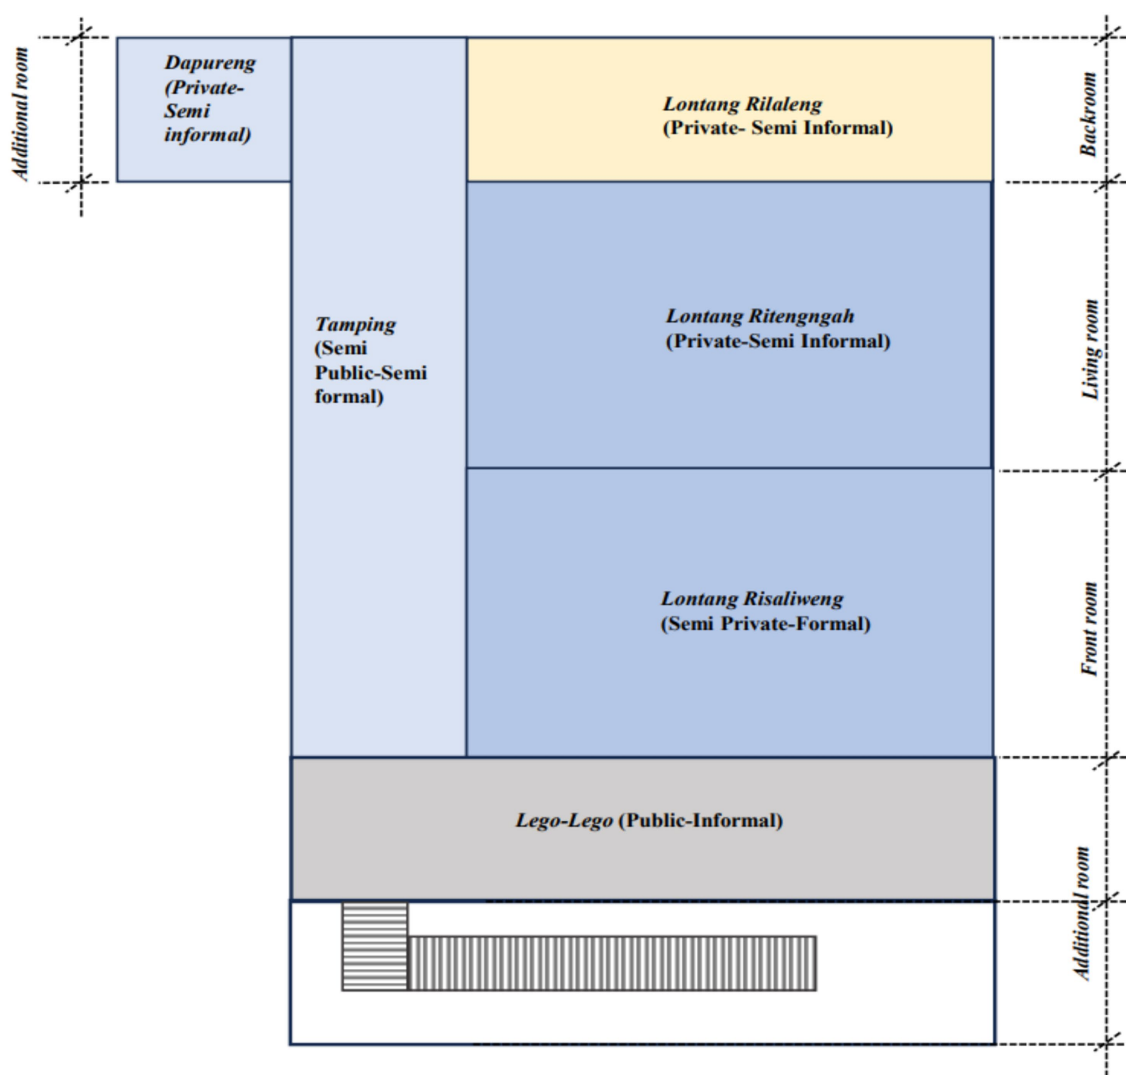 Additional room
Dapureng
(Private-
Semi
informal)
Lontang Rilaleng
(Private- Semi Informal)
Backroom
Tamping
(Semi
Public-Semi
formal)
Lontang Ritengngah
(Private-Semi Informal)
Living room
Lontang Risaliweng
(Semi Private-Formal)
Front room
Lego-Lego (Public-Informal)
Additional room